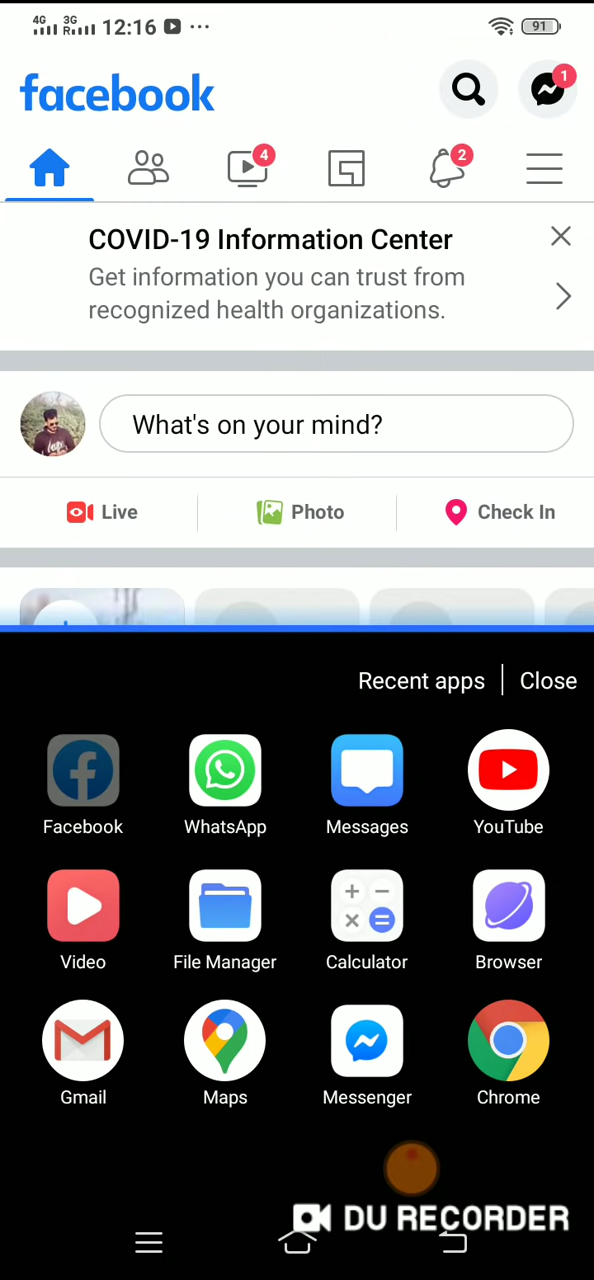 4G 3G R 12:16 ... 91
facebook 1
4 2
COVID-19 Information Center
Get information you can trust from
recognized health organizations.
What's on your mind?
Live Photo Check In
Recent apps Close
Facebook WhatsApp Messages YouTube
Video File Manager Calculator Browser
Gmail Maps Messenger Chrome
DU RECORDER